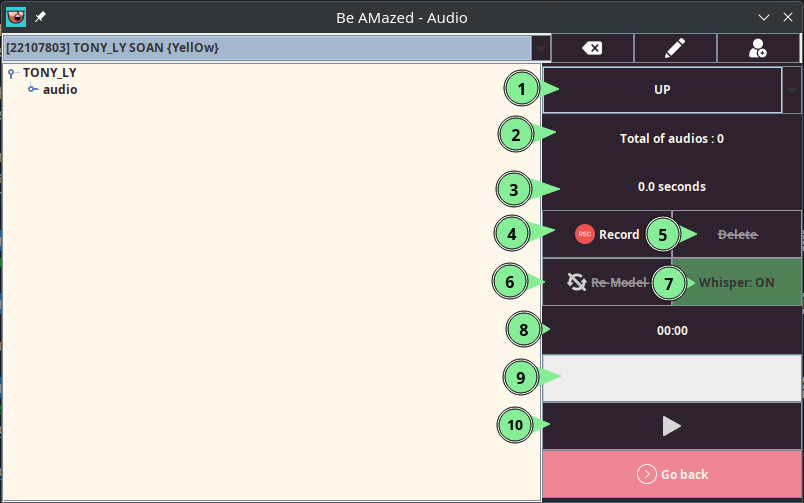 Be AMazed - Audio
[22107803] TONY_LY SOAN {YellOw}
TONY_LY
audio
1
UP
2
Total of audios : 0
3
0.0 seconds
4
REC Record
5
Delete
6
Re-Model
7
Whisper: ON
8
00:00
9
10
Go back